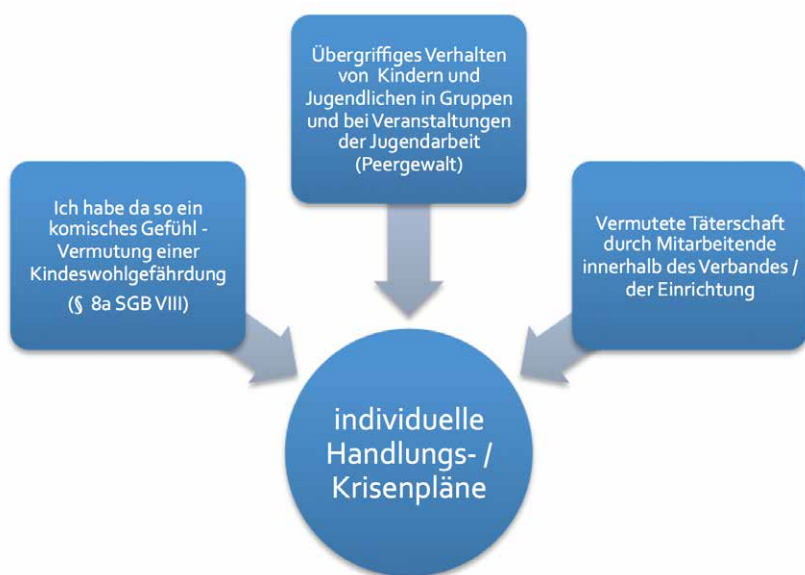 Übergriffiges Verhalten
von Kindern und
Jugendlichen in Gruppen
und bei Veranstaltungen
der Jugendarbeit
(Peergewalt)
Ich habe da so ein
komisches Gefühl -
Vermutung einer
Kindeswohlgefährdung
(§ 8a SGB VIII)
Vermutete Täterschaft
durch Mitarbeitende
innerhalb des Verbandes /
der Einrichtung
individuelle
Handlungs- /
Krisenpläne